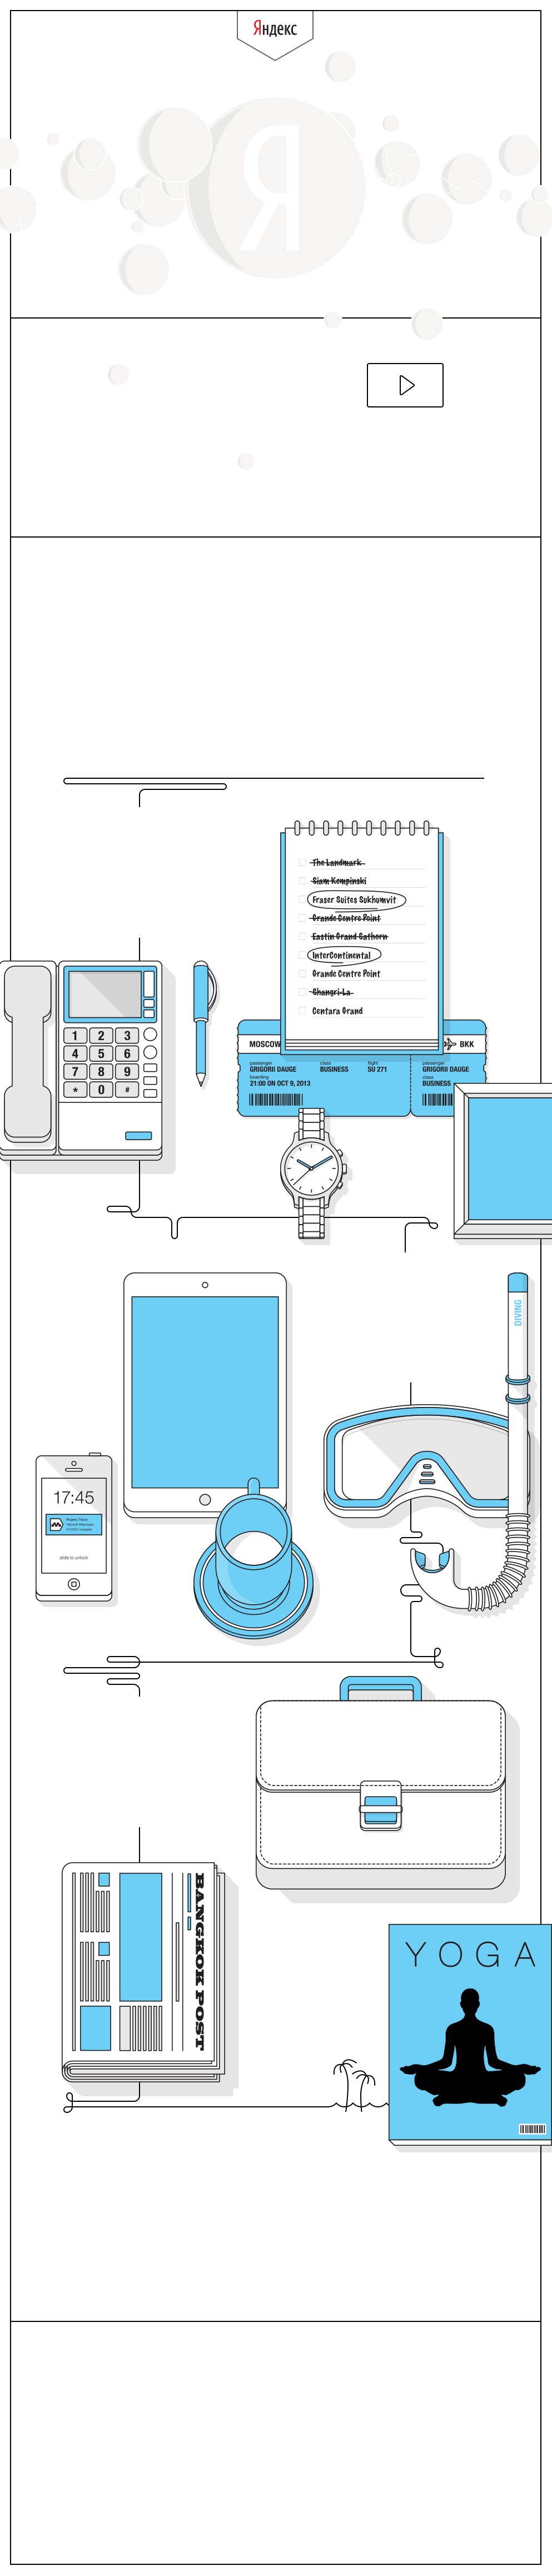 Яндекс
Я
The Landmark
Siam Kempinski
Fraser Suites Sukhumvit
Grande Centre Point
Eastin Grand Sathorn
InterContinental
Grande Centre Point
Shangri-La
Centara Grand
MOSCOW
BKK
passenger class flight
GRIGORII DAUGE BUSINESS SU 271
boarding
21:00 ON OCT 9, 2013
passenger
GRIGORII DAUGE
class
BUSINESS
1 2 3
4 5 6
7 8 9
* 0 #
DIVING
17:45
slide to unlock
BANGKOK POST
YOGA